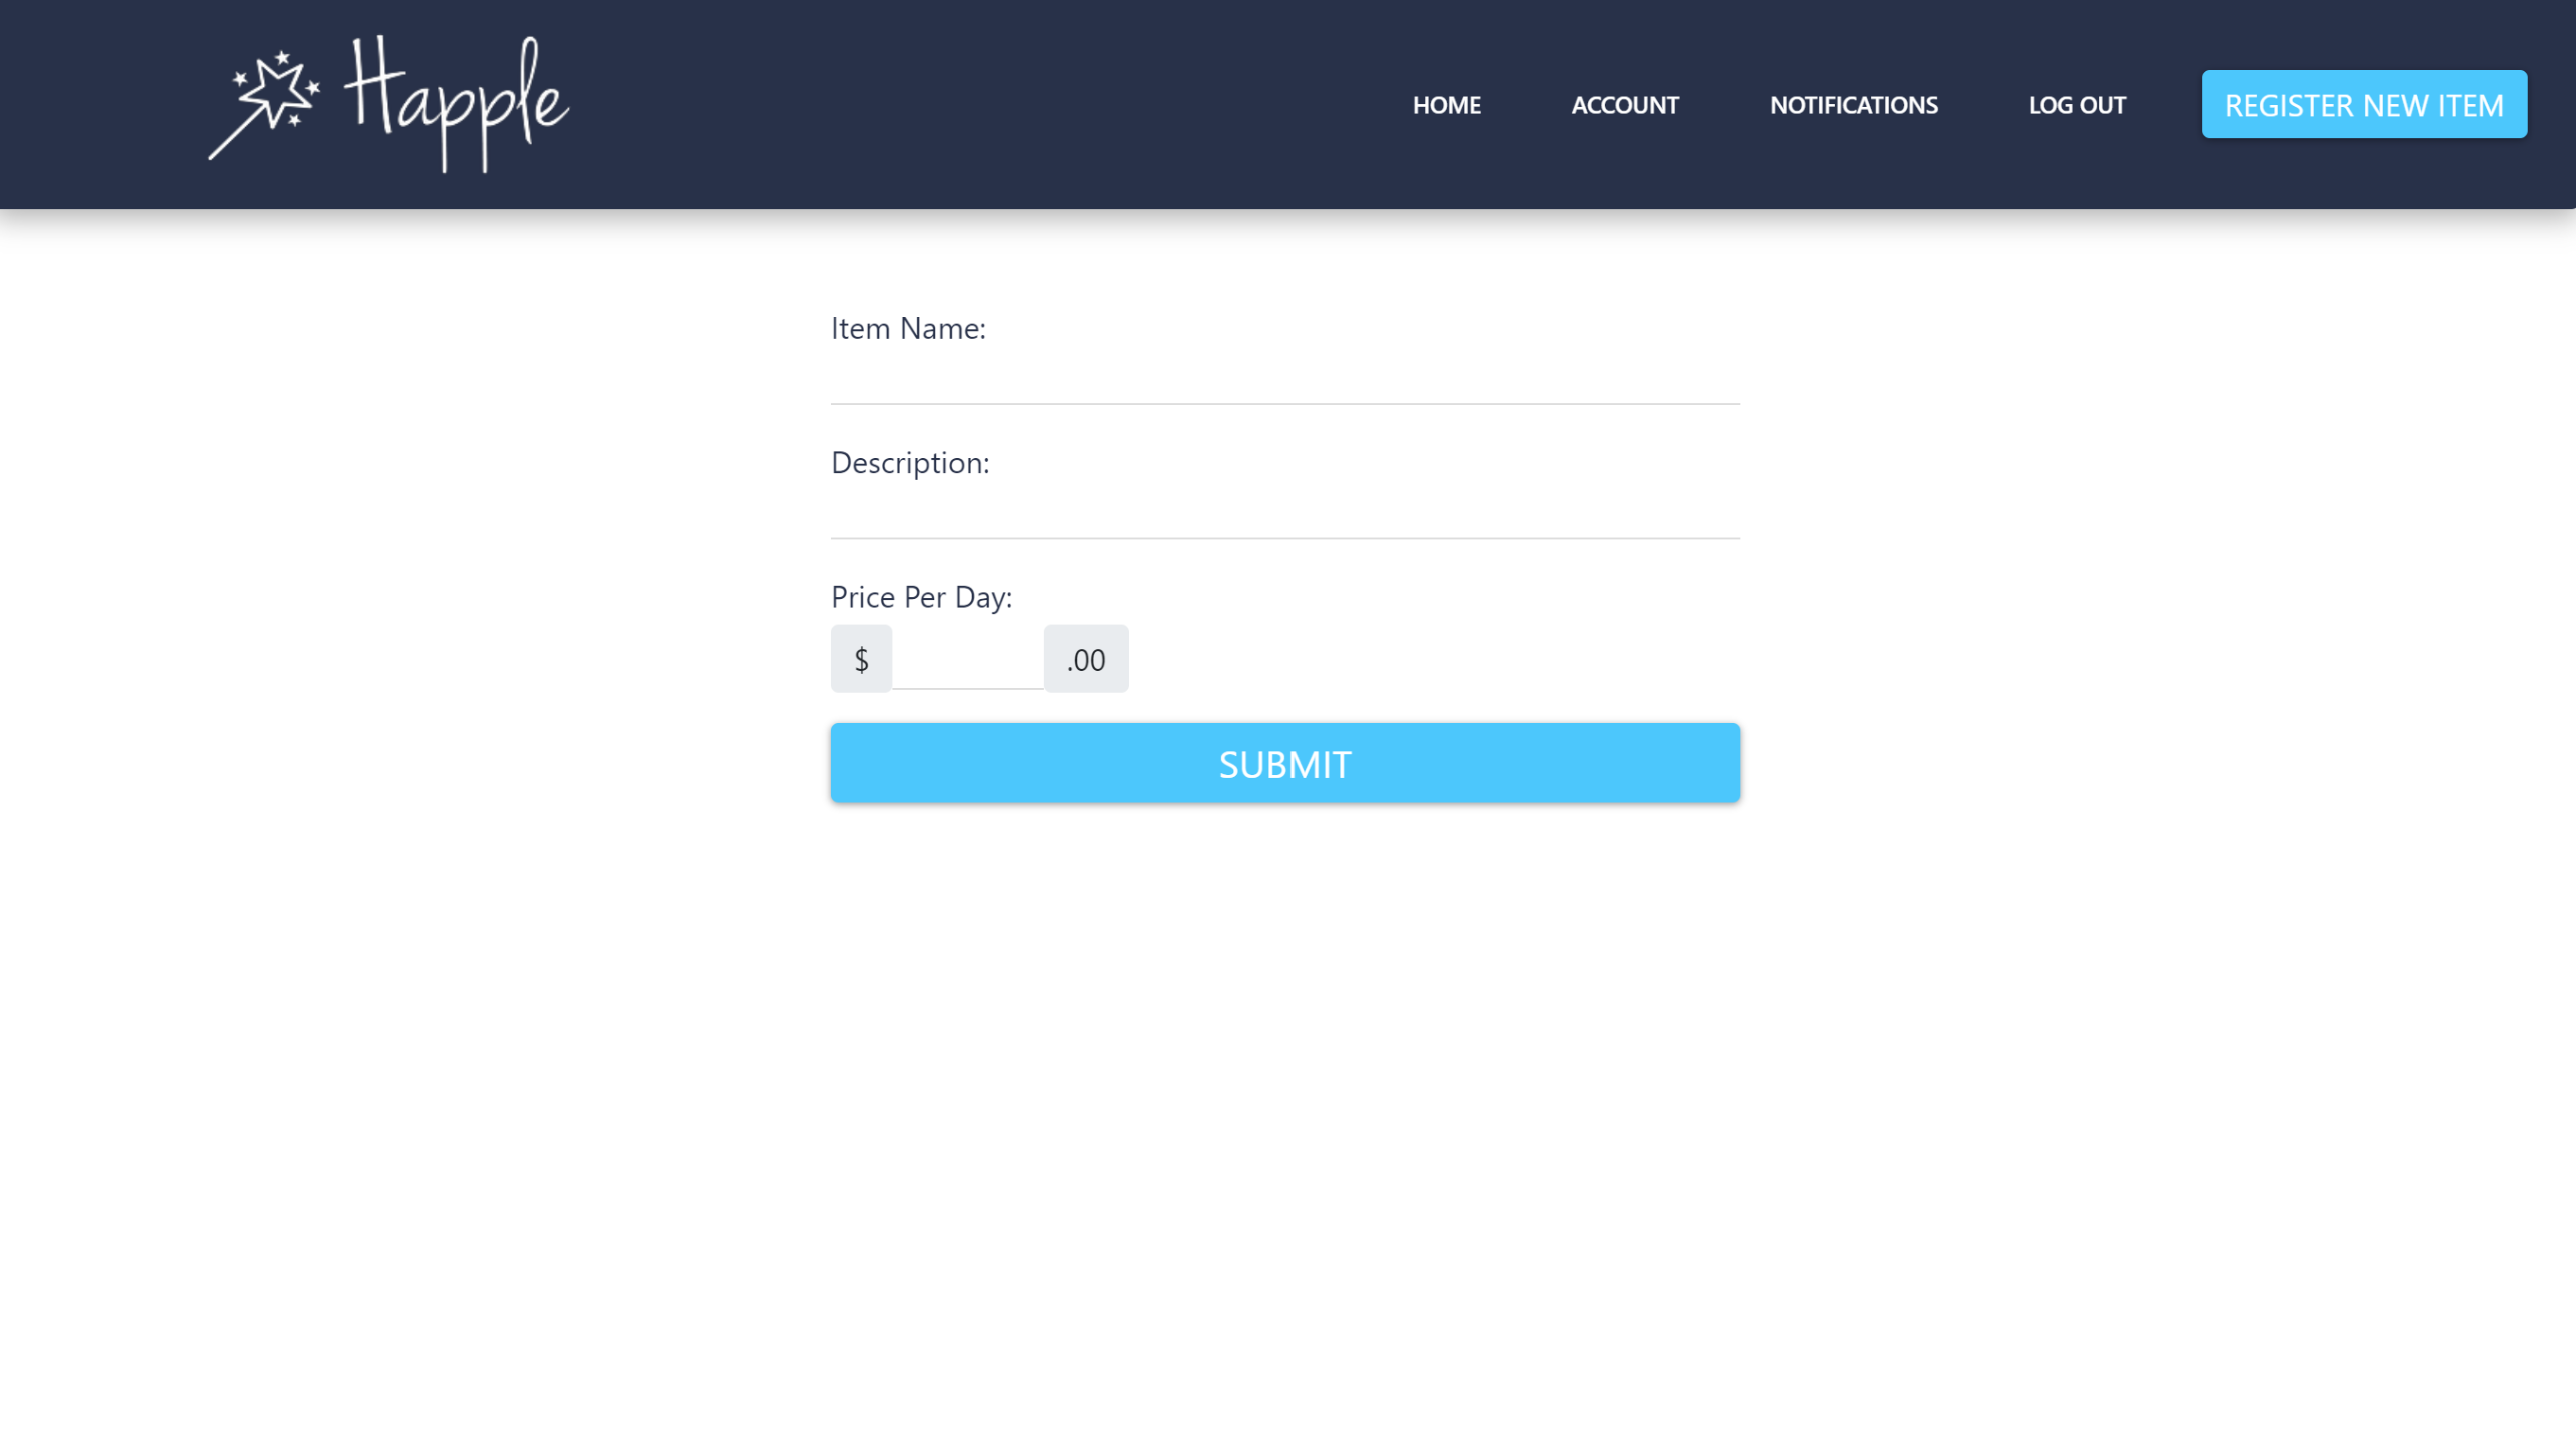 Happle
HOME ACCOUNT NOTIFICATIONS LOG OUT REGISTER NEW ITEM
Item Name:
Description:
Price Per Day:
$ .00
SUBMIT